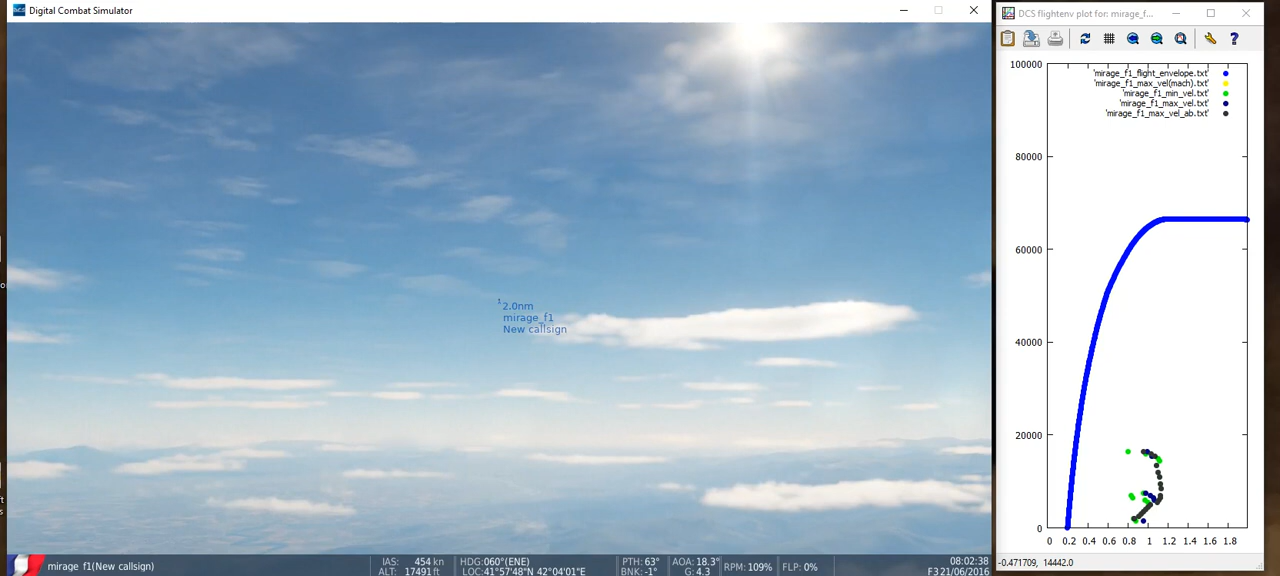 DCS Digital Combat Simulator
1 2.0nm
mirage_f1
New callsign
mirage f1(New callsign)
IAS: 454 kn
ALT: 17491 ft
HDG:060°(ENE)
LOC:41°57'48"N 42°04'01"E
PTH: 63°
BNK: -1°
AOA: 18.3°
G: 4.3
RPM:109%
FLP: 0%
08:02:38
F3 21/06/2016
DCS flightenv plot for: mirage_f...
100000
80000
60000
40000
20000
0
'mirage_f1_flight_envelope.txt'
'mirage_f1_max_vel(mach).txt'
'mirage_f1_min_vel.txt'
'mirage_f1_max_vel.txt'
'mirage_f1_max_vel_ab.txt'
0 0.2 0.4 0.6 0.8 1 1.2 1.4 1.6 1.8
-0.471709, 14442.0